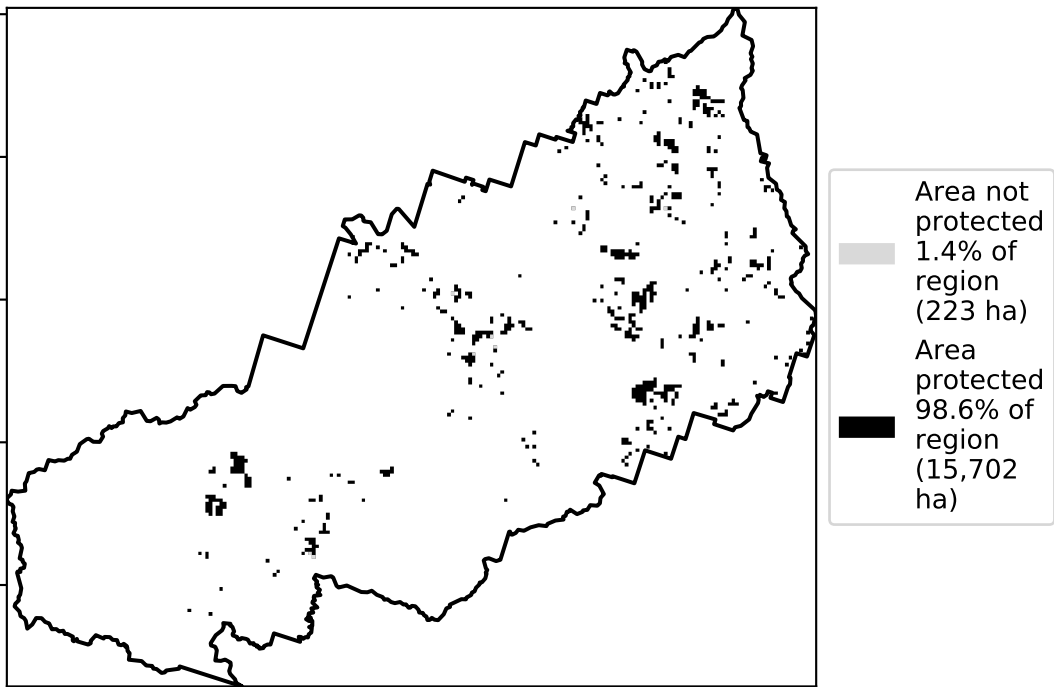 Area not
protected
1.4% of
region
(223 ha)
Area
protected
98.6% of
region
(15,702
ha)